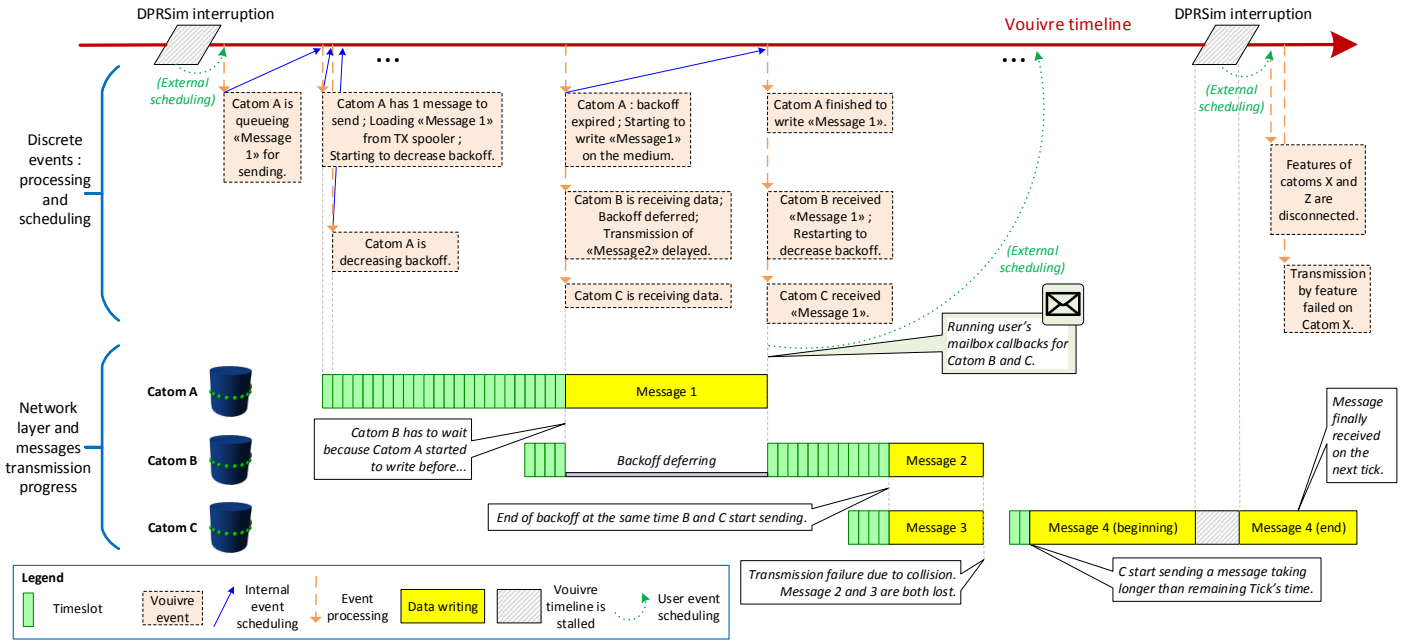 DPRSim interruption
Vouivre timeline
DPRSim interruption
...
...
(External
scheduling)
(External
scheduling)
(External
scheduling)
Discrete
events :
processing
and
scheduling
Catom A is
queueing
«Message
1» for
sending.
Catom A has 1 message to
send ; Loading «Message 1»
from TX spooler ;
Starting to decrease backoff.
Catom A is
decreasing backoff.
Catom A : backoff
expired ; Starting to
write «Message1»
on the medium.
Catom B is receiving data;
Backoff deferred;
Transmission of
«Message2» delayed.
Catom C is receiving data.
Catom A finished to
write «Message 1».
Catom B received
«Message 1» ;
Restarting to
decrease backoff.
Catom C received
«Message 1».
Features of
catoms X and
Z are
disconnected.
Transmission
by feature
failed on
Catom X.
Running user's
mailbox callbacks for
Catom B and C.
Network
layer and
messages
transmission
progress
Catom A
Message 1
Catom B has to wait
because Catom A started
to write before...
Catom B
Backoff deferring
Message 2
End of backoff at the same time B and C start sending.
Catom C
Message 3
Message 4 (beginning)
Message 4 (end)
Message
finally
received
on the
next tick.
Transmission failure due to collision.
Message 2 and 3 are both lost.
C start sending a message taking
longer than remaining Tick's time.
Legend
Timeslot
Vouivre
event
Internal
event
scheduling
Event
processing
Data writing
Vouivre
timeline is
stalled
User event
scheduling